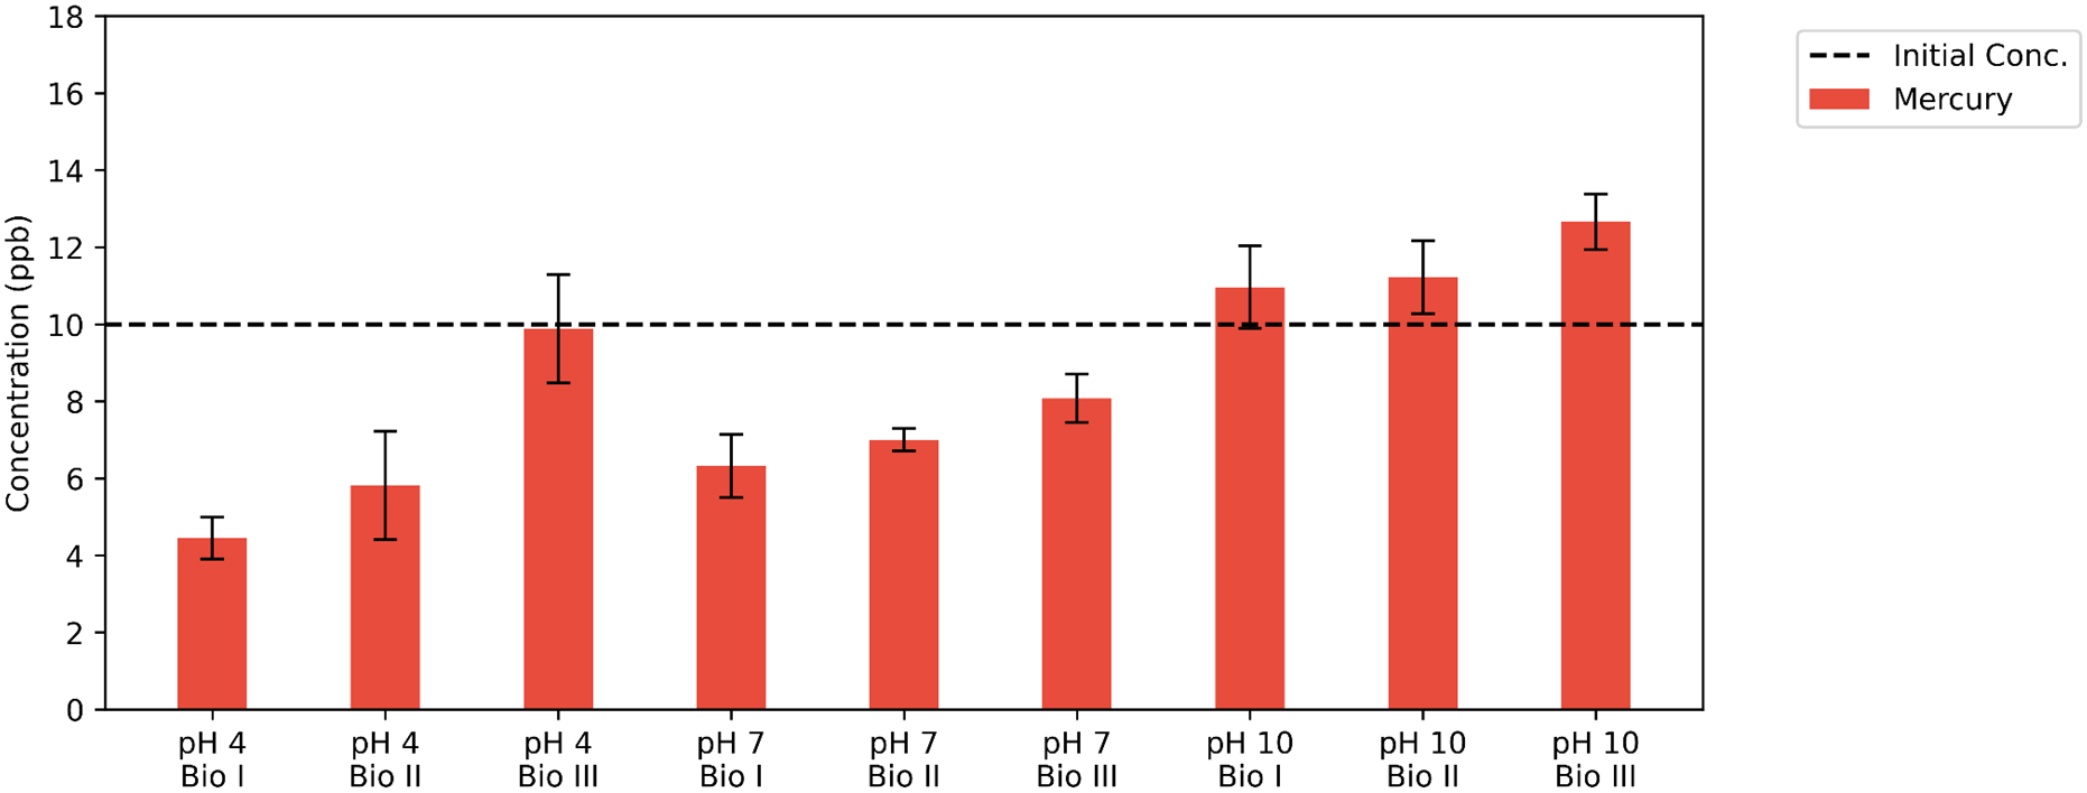 18
16
14
12
10
8
6
4
2
0
Concentration (ppb)
Initial Conc.
Mercury
pH 4 pH 4 pH 4 pH 7 pH 7 pH 7 pH 10 pH 10 pH 10
Bio I Bio II Bio III Bio I Bio II Bio III Bio I Bio II Bio III